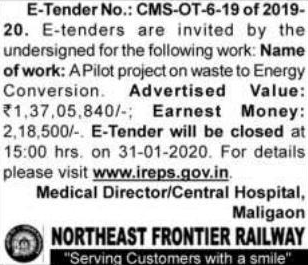 E-Tender No.: CMS-OT-6-19 of 2019-
20. E-tenders are invited by the
undersigned for the following work: Name
of work: A Pilot project on waste to Energy
Conversion. Advertised Value:
₹1,37,05,840/-; Earnest Money:
2,18,500/-. E-Tender will be closed at
15:00 hrs. on 31-01-2020. For details
please visit www.ireps.gov.in.
Medical Director/Central Hospital,
Maligaon
NORTHEAST FRONTIER RAILWAY
"Serving Customers with a smile"